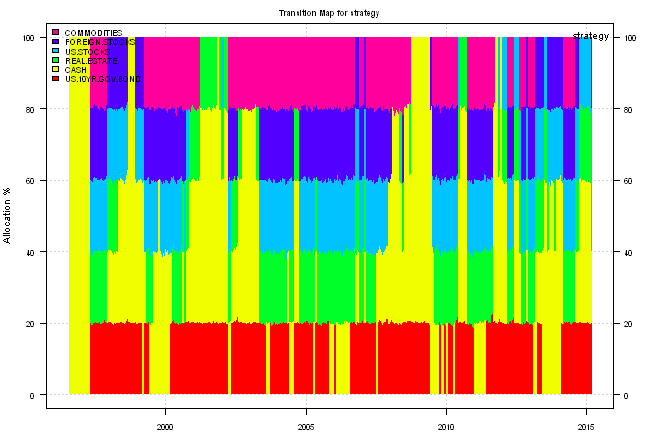 Transition Map for strategy
strategy
COMMODITIES
FOREIGN.STOCKS
US.STOCKS
REAL.ESTATE
CASH
US.10YR.GOV.BOND
Allocation %
100
80
60
40
20
0
100
80
60
40
20
0
2000
2005
2010
2015